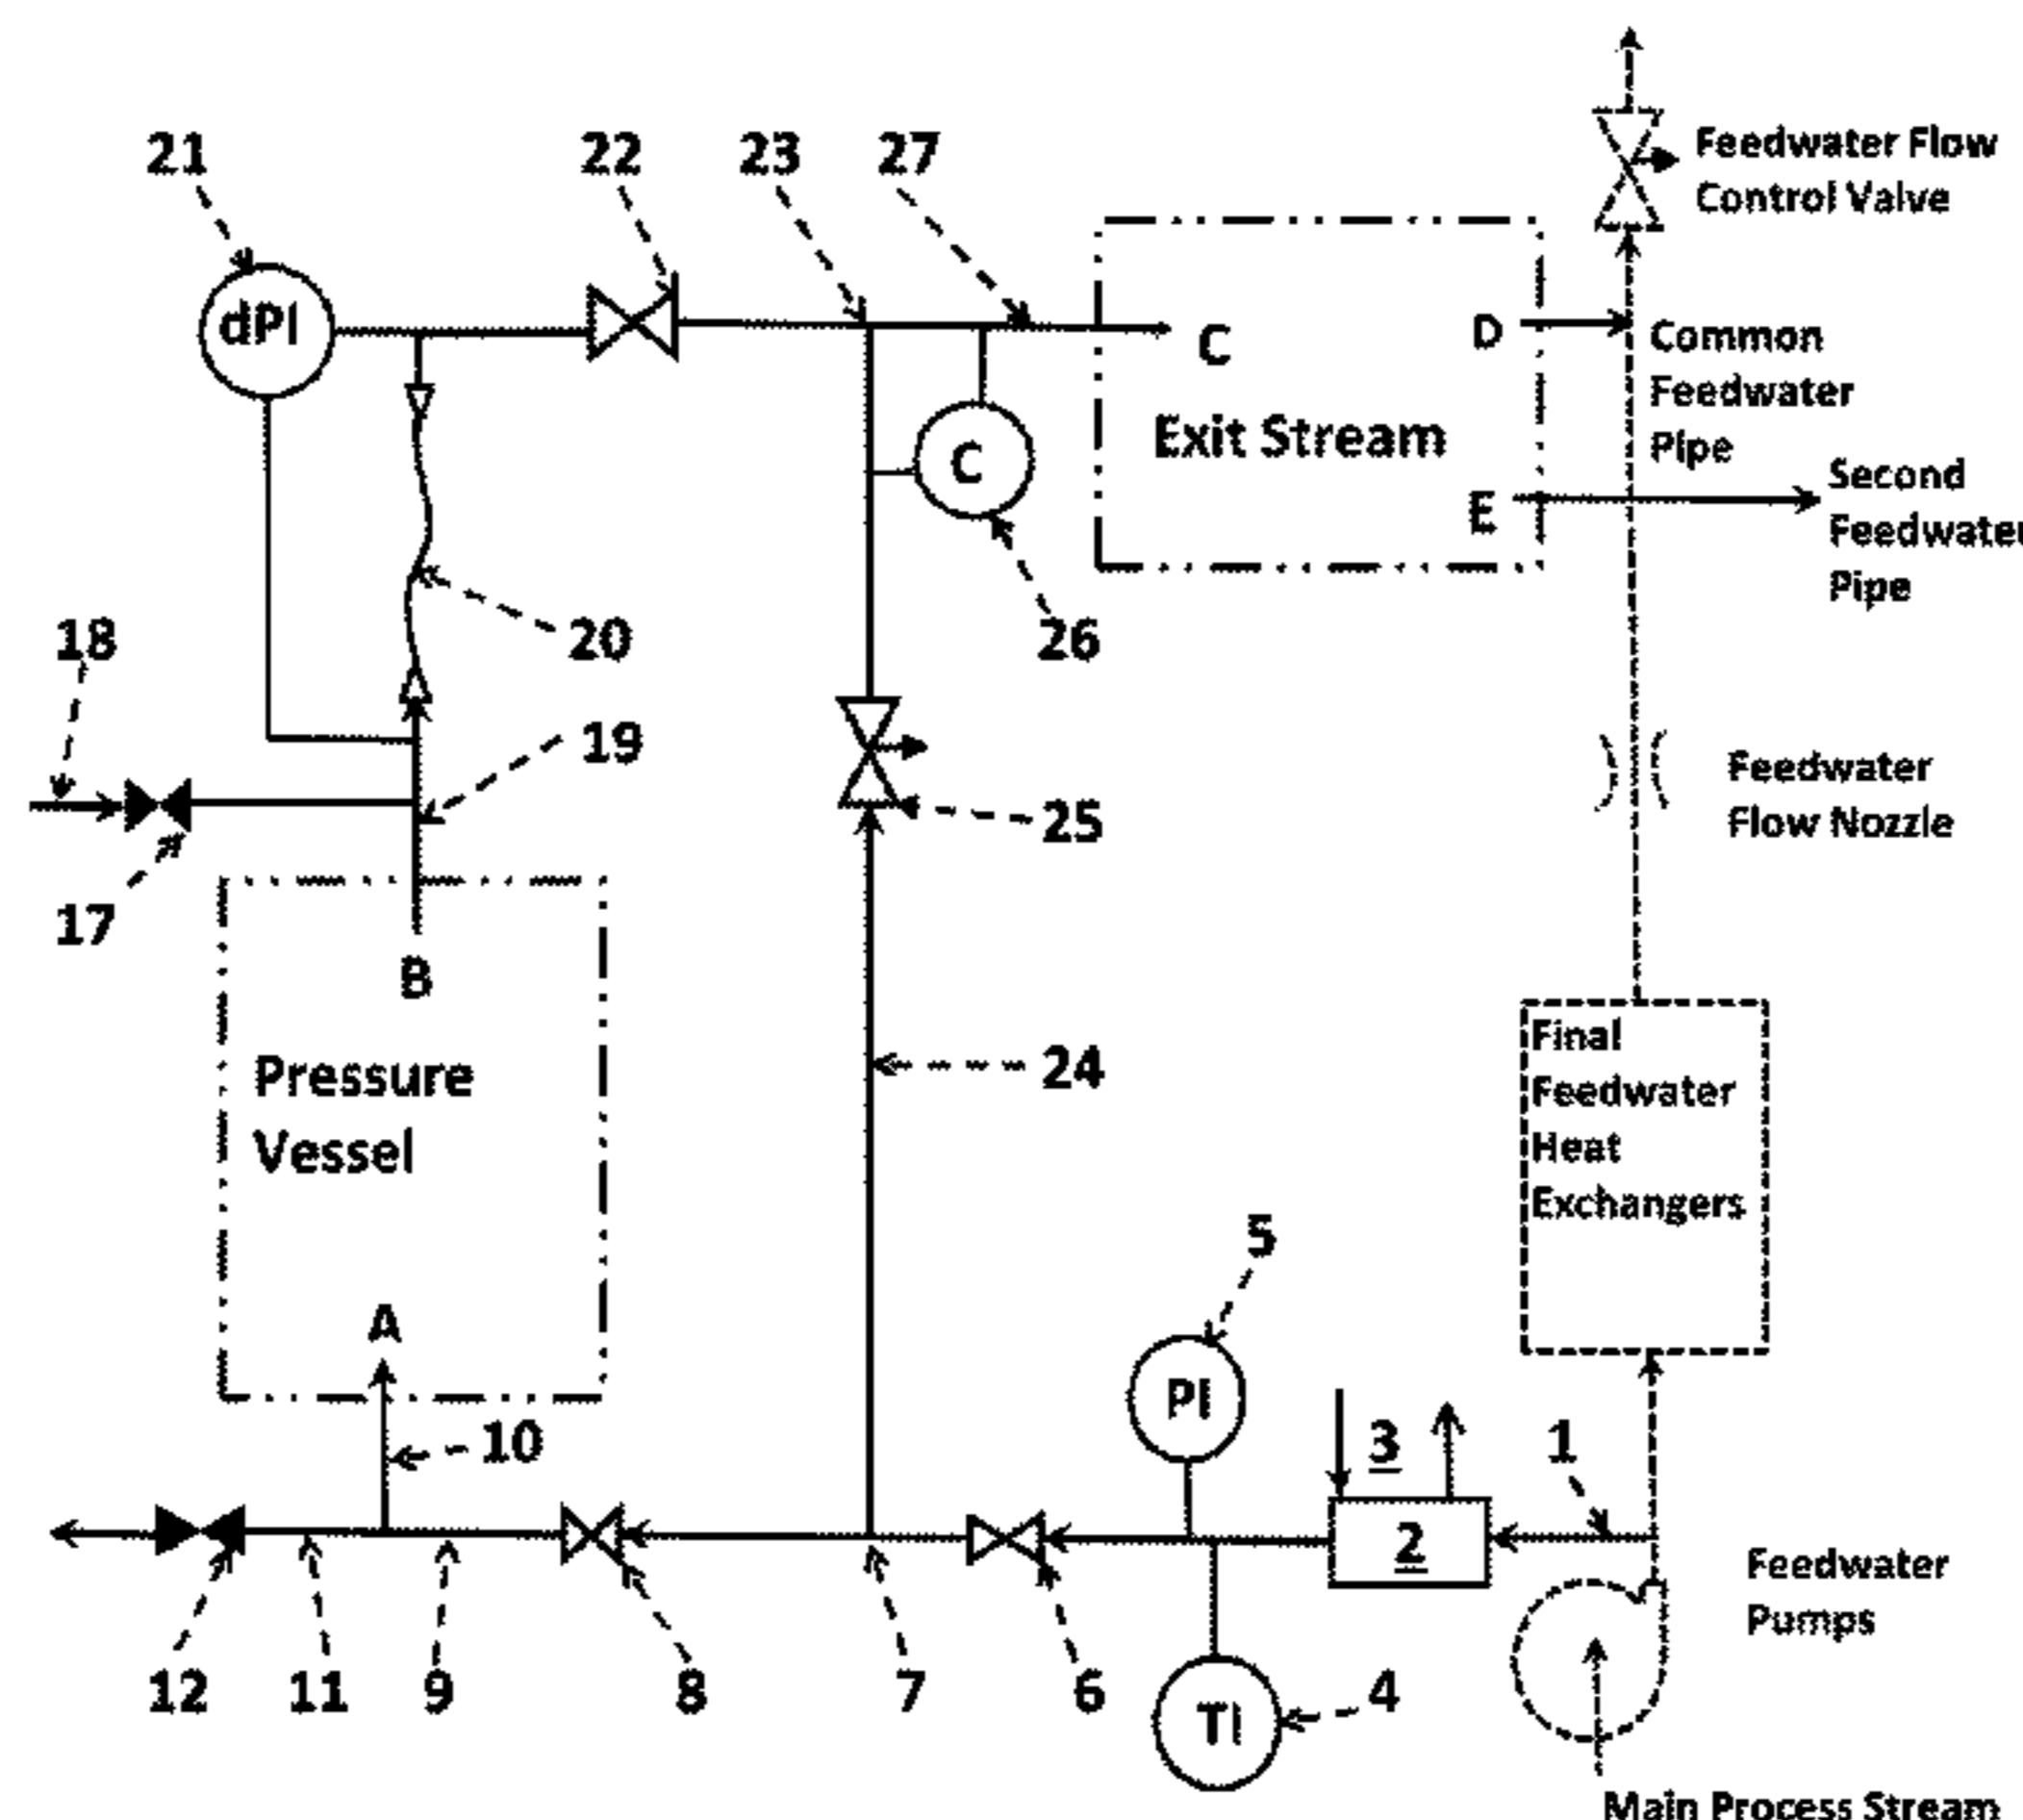 Feedwater Flow
Control Valve
21
22
23
27
dPI
C
D
Common
Feedwater
Pipe
Exit Stream
C
E
Second
Feedwater
Pipe
18
20
26
19
25
Feedwater
Flow Nozzle
17
B
Pressure
Vessel
24
Final
Feedwater
Heat
Exchangers
5
A
PI
10
3
1
2
Feedwater
Pumps
12
11
9
8
7
6
TI
4
Main Process Stream